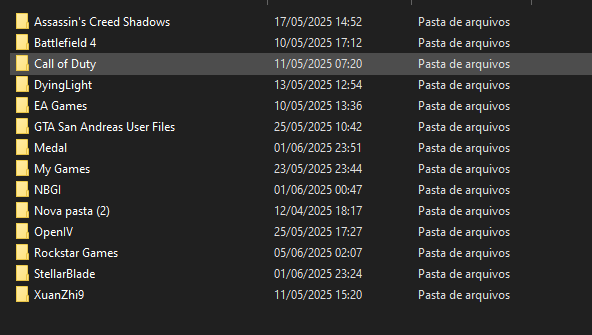 Assassin's Creed Shadows 17/05/2025 14:52 Pasta de arquivos
Battlefield 4 10/05/2025 17:12 Pasta de arquivos
Call of Duty 11/05/2025 07:20 Pasta de arquivos
DyingLight 13/05/2025 12:54 Pasta de arquivos
EA Games 10/05/2025 13:36 Pasta de arquivos
GTA San Andreas User Files 25/05/2025 10:42 Pasta de arquivos
Medal 01/06/2025 23:51 Pasta de arquivos
My Games 23/05/2025 23:44 Pasta de arquivos
NBGI 01/06/2025 00:47 Pasta de arquivos
Nova pasta (2) 12/04/2025 18:17 Pasta de arquivos
OpenIV 25/05/2025 17:27 Pasta de arquivos
Rockstar Games 05/06/2025 02:07 Pasta de arquivos
StellarBlade 01/06/2025 23:24 Pasta de arquivos
XuanZhi9 11/05/2025 15:20 Pasta de arquivos